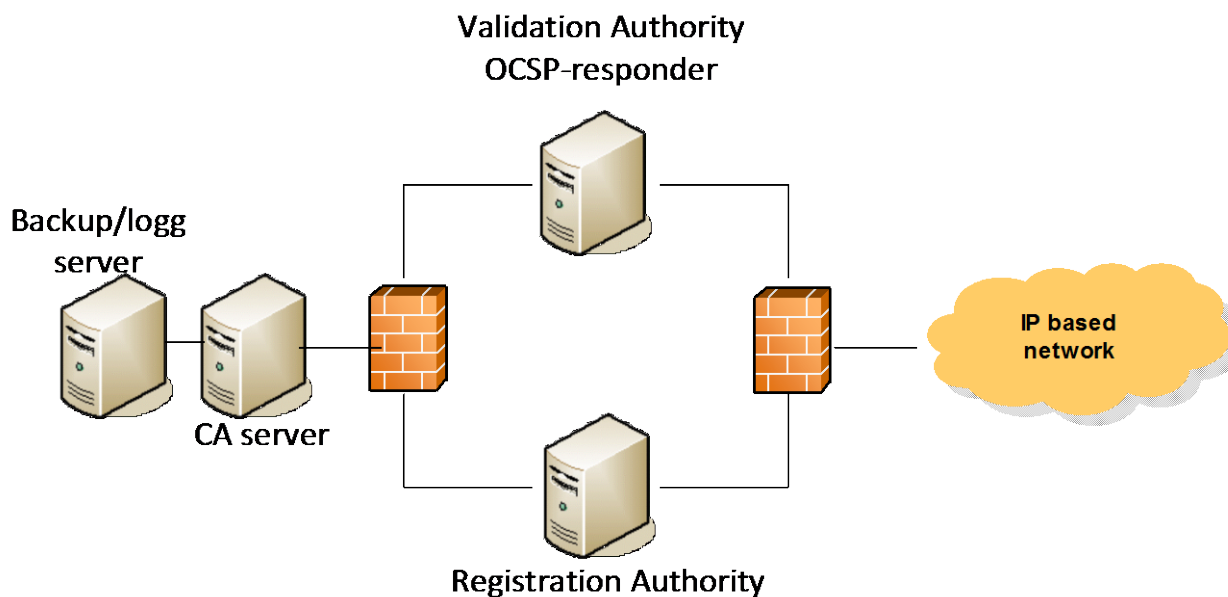 Validation Authority
OCSP-responder
Backup/logg
server
CA server
IP based
network
Registration Authority